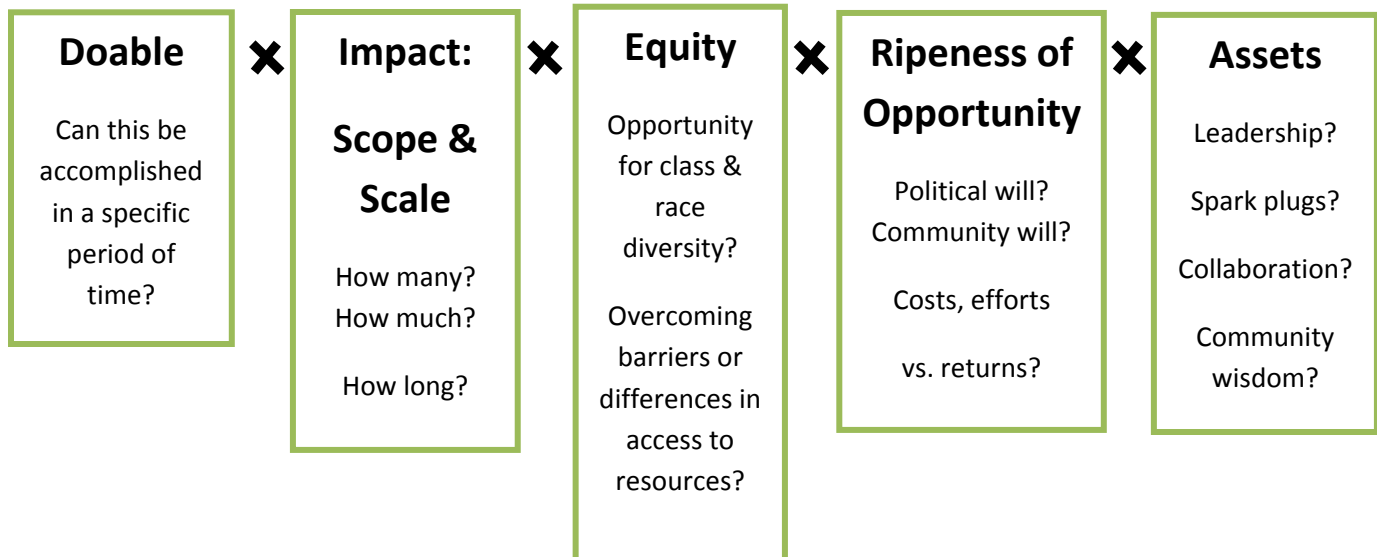 Doable
Can this be
accomplished
in a specific
period of
time?
Impact:
Scope &
Scale
How many?
How much?
How long?
Equity
Opportunity
for class &
race
diversity?
Overcoming
barriers or
differences in
access to
resources?
Ripeness of
Opportunity
Political will?
Community will?
Costs, efforts
vs. returns?
Assets
Leadership?
Spark plugs?
Collaboration?
Community
wisdom?